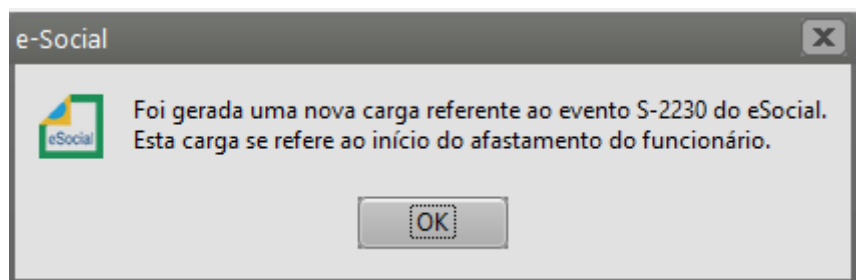 e-Social
Foi gerada uma nova carga referente ao evento S-2230 do eSocial.
Esta carga se refere ao início do afastamento do funcionário.
eSocial
OK